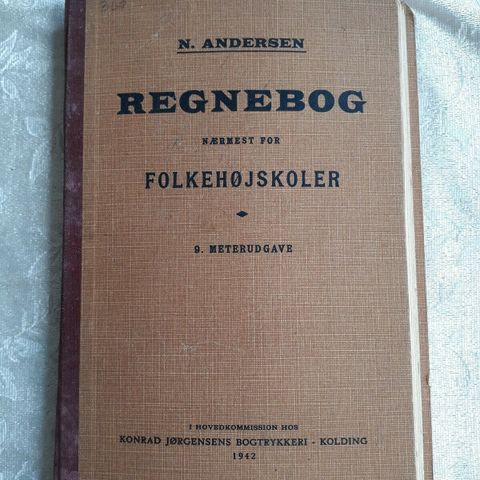 N. ANDERSEN
REGNEBOG
NÆRMEST FOR
FOLKEHØJSKOLER
9. METERUDGAVE
I HOVEDKOMMISSION HOS
KONRAD JØRGENSENS BOGTRYKKERI - KOLDING
1942